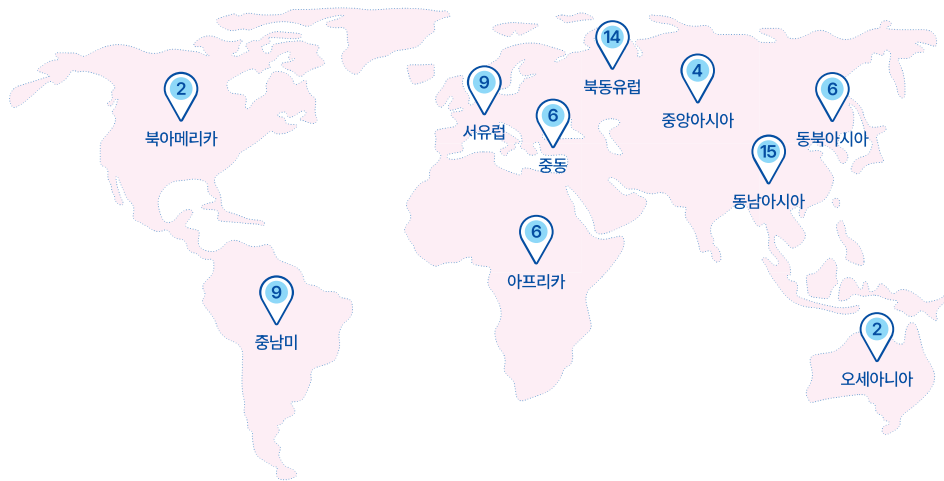 14
북동유럽
4
중앙아시아
2
북아메리카
9
서유럽
6
동북아시아
6
중동
15
동남아시아
6
아프리카
9
중남미
2
오세아니아